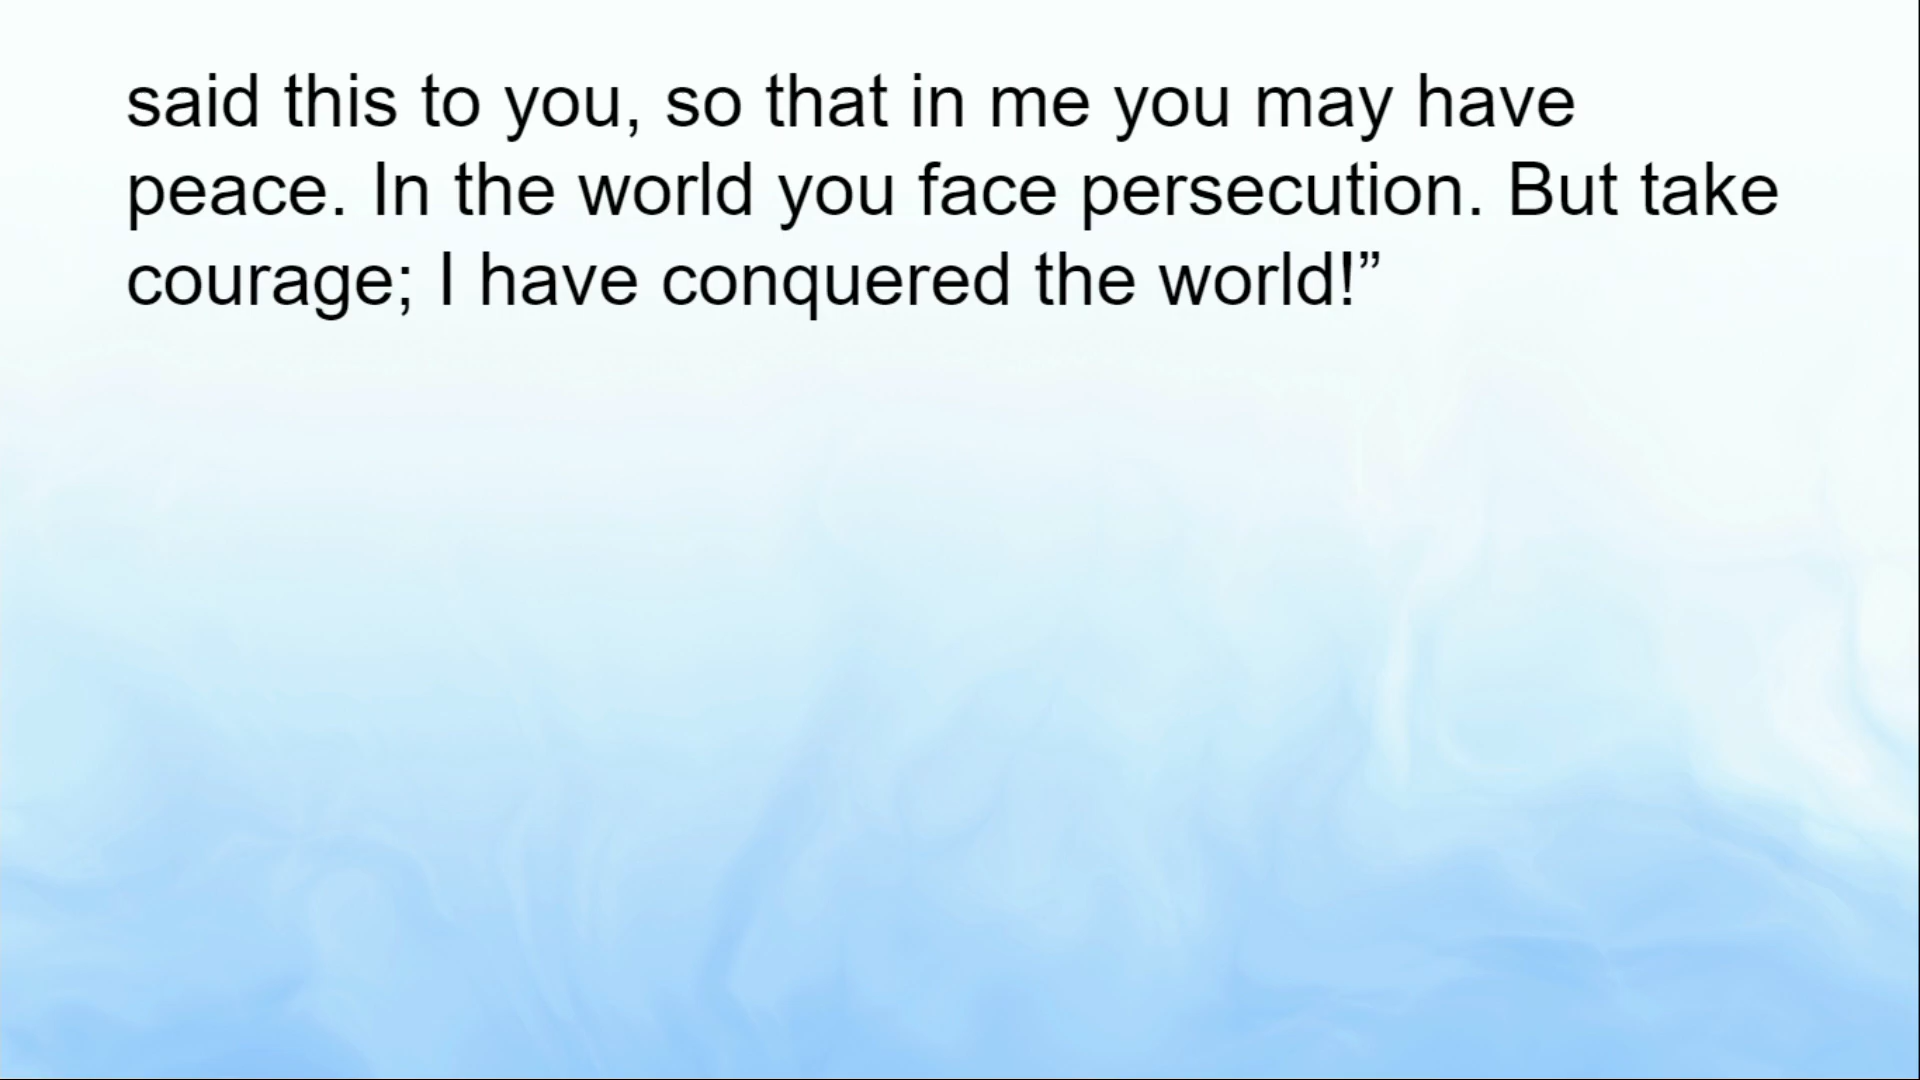 said this to you, so that in me you may have
peace. In the world you face persecution. But take
courage; I have conquered the world!”